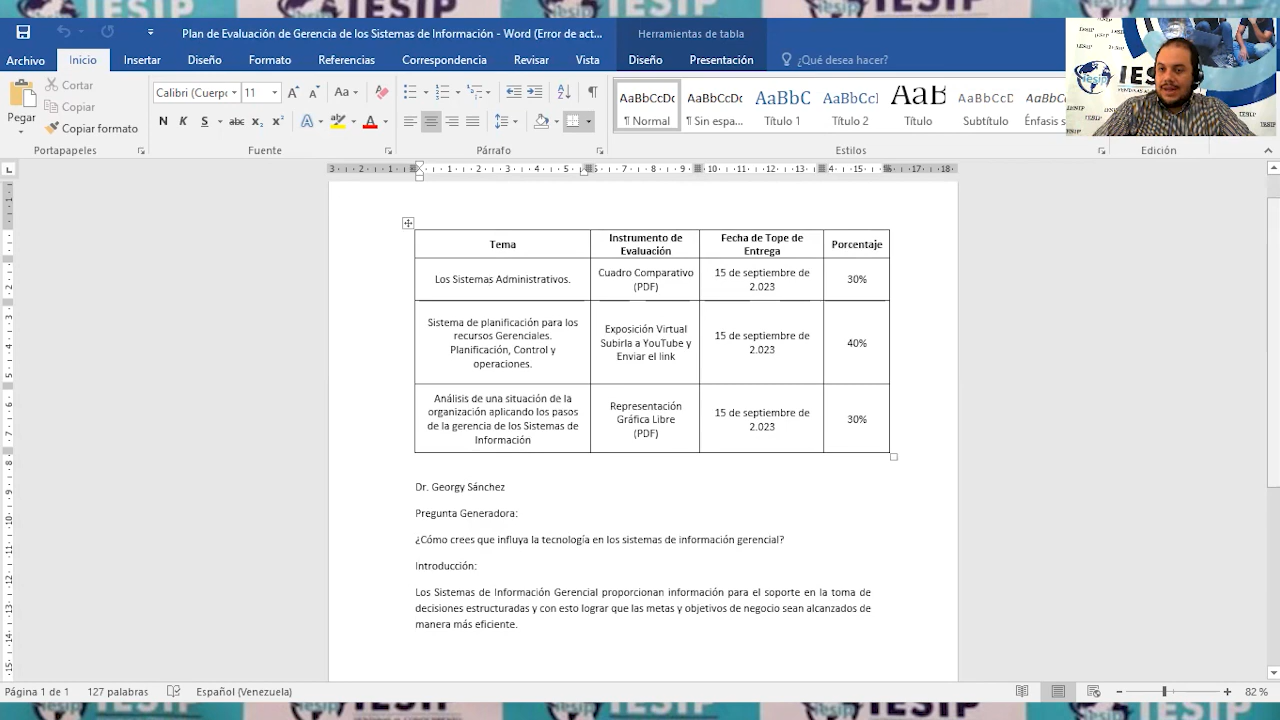 IESIP
Plan de Evaluación de Gerencia de los Sistemas de Información - Word (Error de act...
Herramientas de tabla
Archivo
Inicio
Insertar
Diseño
Formato
Referencias
Correspondencia
Revisar
Vista
Diseño
Presentación
¿Qué desea hacer?
Pegar
Cortar
Copiar
Copiar formato
Portapapeles
Calibri (Cuerpo
11
Aa
N K S abc x₂ x²
Fuente
Párrafo
AaBbCcDc
¶ Normal
AaBbCcDc
¶ Sin espa...
AaBbC
Título 1
AaBbCcI
Título 2
AaB
Título
AaBbCcD
Subtítulo
AaBbCcDc
Énfasis s
Estilos
Edición
Tema
Instrumento de
Evaluación
Fecha de Tope de
Entrega
Porcentaje
Los Sistemas Administrativos.
Cuadro Comparativo
(PDF)
15 de septiembre de
2.023
30%
Sistema de planificación para los
recursos Gerenciales.
Planificación, Control y
operaciones.
Exposición Virtual
Subirla a YouTube y
Enviar el link
15 de septiembre de
2.023
40%
Análisis de una situación de la
organización aplicando los pasos
de la gerencia de los Sistemas de
Información
Representación
Gráfica Libre
(PDF)
15 de septiembre de
2.023
30%
Dr. Georgy Sánchez
Pregunta Generadora:
¿Cómo crees que influya la tecnología en los sistemas de información gerencial?
Introducción:
Los Sistemas de Información Gerencial proporcionan información para el soporte en la toma de
decisiones estructuradas y con esto lograr que las metas y objetivos de negocio sean alcanzados de
manera más eficiente.
Página 1 de 1
127 palabras
Español (Venezuela)
82 %